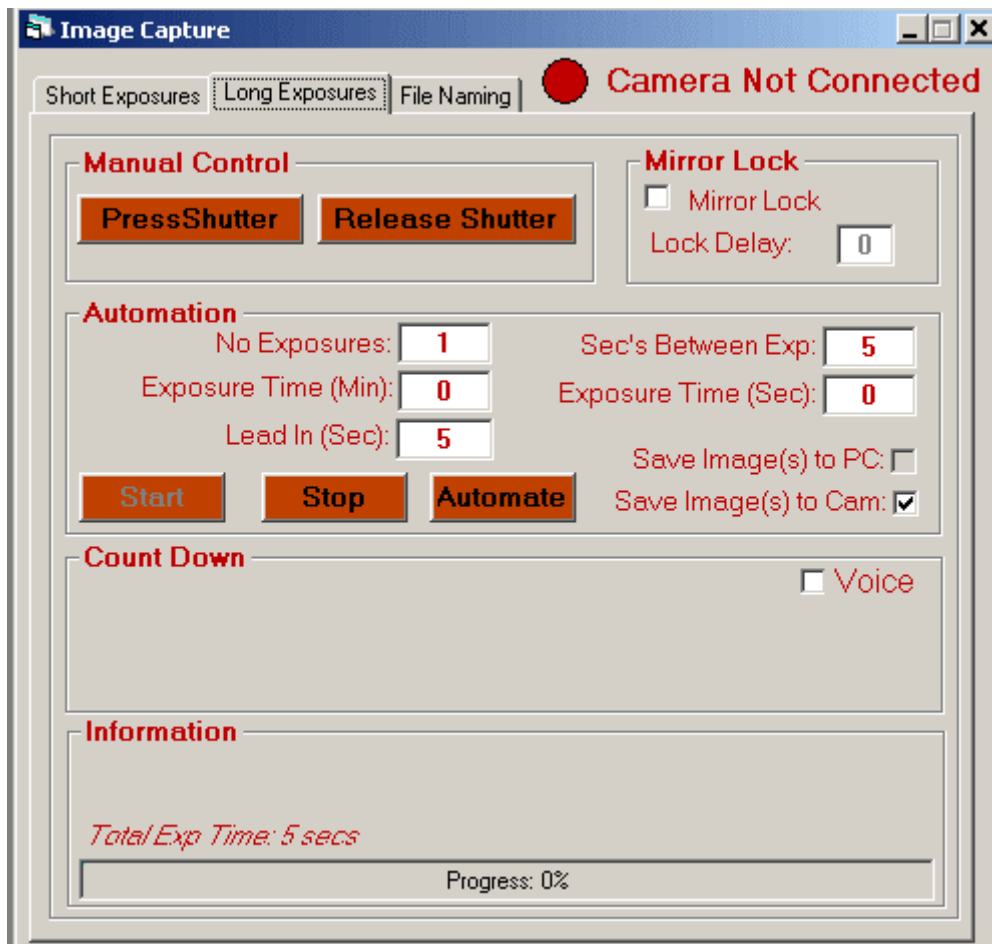 Image Capture
Short Exposures Long Exposures File Naming Camera Not Connected
Manual Control
PressShutter Release Shutter
Mirror Lock
Mirror Lock
Lock Delay: 0
Automation
No Exposures: 1 Sec's Between Exp: 5
Exposure Time (Min): 0 Exposure Time (Sec): 0
Lead In (Sec): 5
Save Image(s) to PC:
Start Stop Automate Save Image(s) to Cam:
Count Down
Voice
Information
Total Exp Time: 5 secs
Progress: 0%